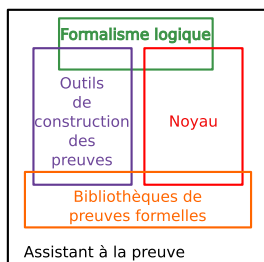 Formalisme logique
Outils
de
construction
des
preuves
Noyau
Bibliothèques de
preuves formelles
Assistant à la preuve